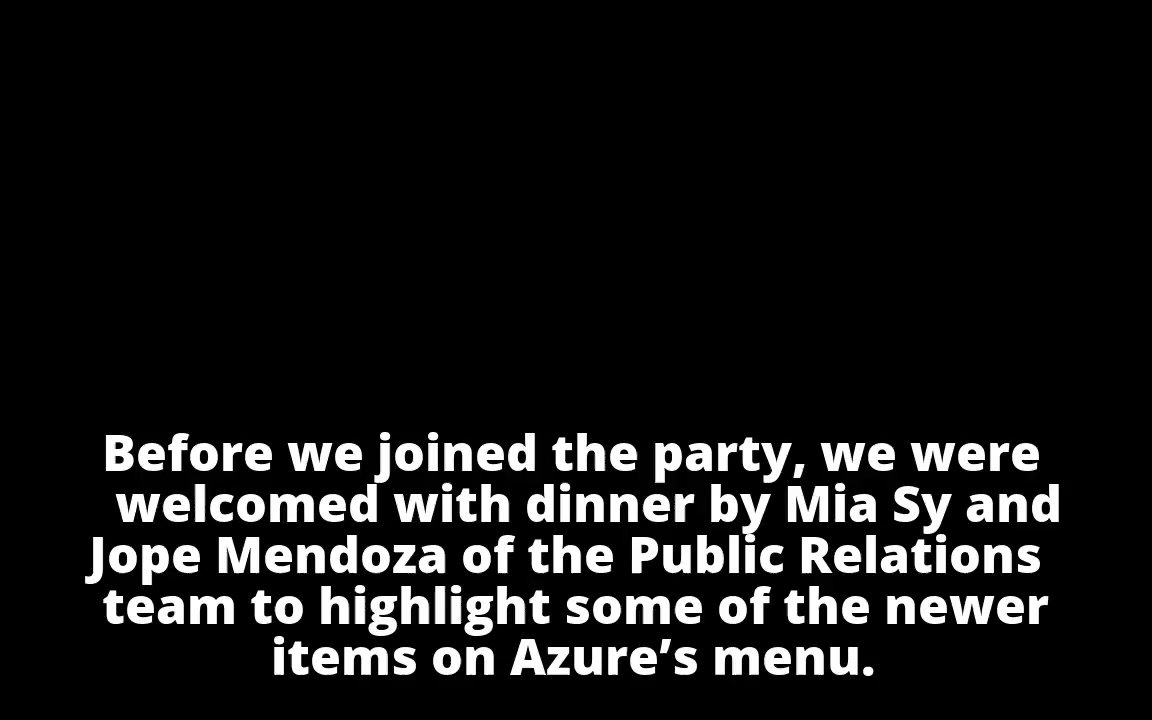 Before we joined the party, we were
welcomed with dinner by Mia Sy and
Jope Mendoza of the Public Relations
team to highlight some of the newer
items on Azure’s menu.